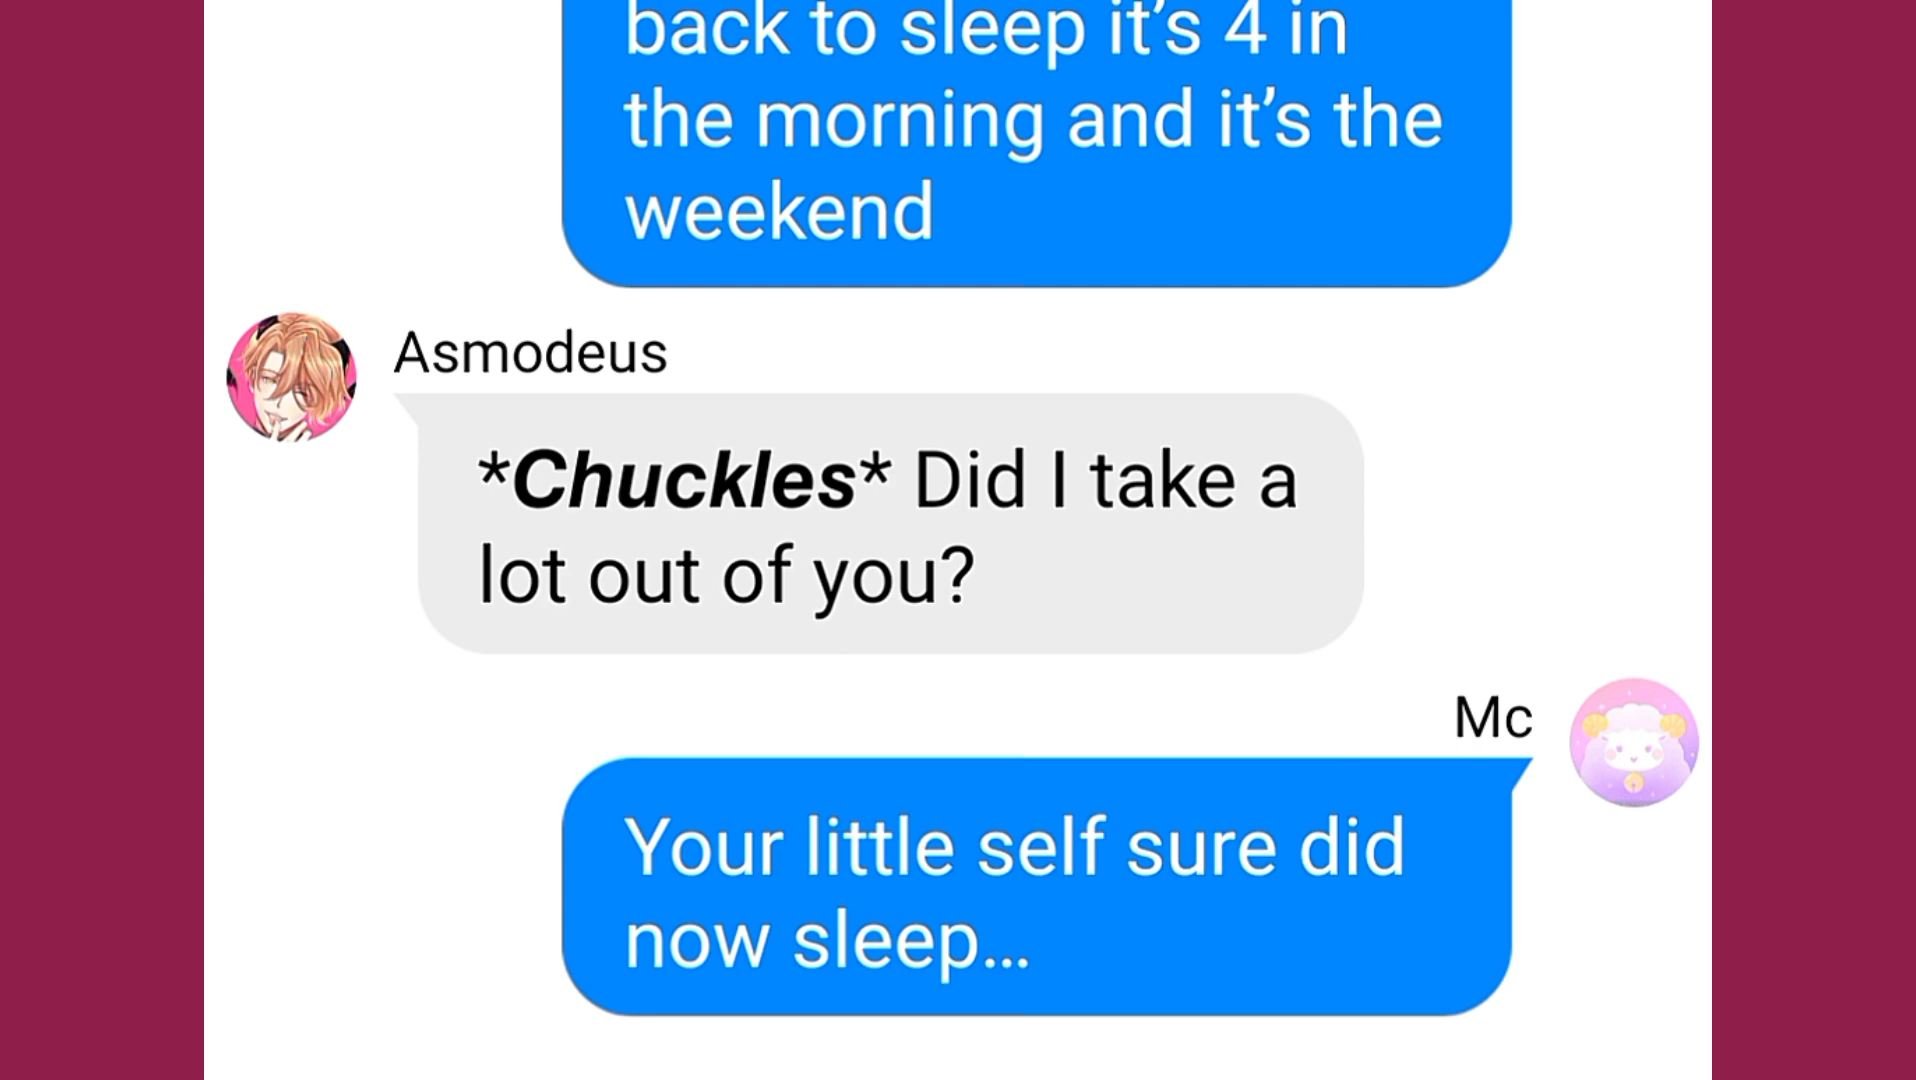 back to sleep it’s 4 in
the morning and it’s the
weekend
Asmodeus
*Chuckles* Did I take a
lot out of you?
Mc
Your little self sure did
now sleep...